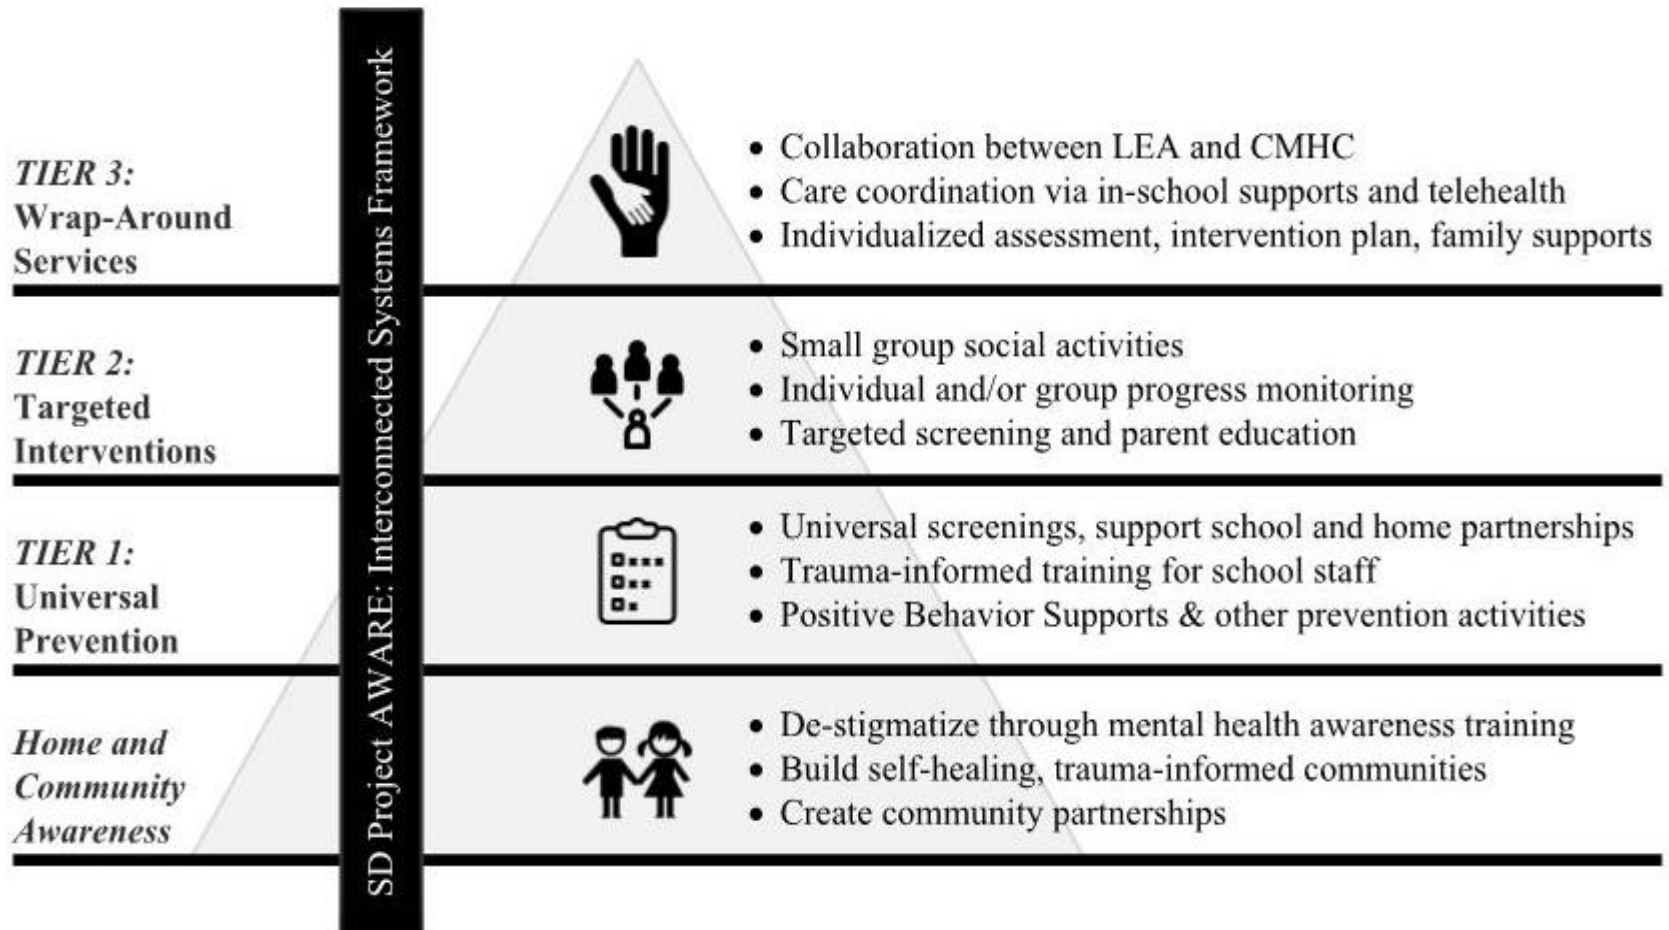 SD Project AWARE: Interconnected Systems Framework
TIER 3:
Wrap-Around
Services
• Collaboration between LEA and CMHC
• Care coordination via in-school supports and telehealth
• Individualized assessment, intervention plan, family supports
TIER 2:
Targeted
Interventions
• Small group social activities
• Individual and/or group progress monitoring
• Targeted screening and parent education
TIER 1:
Universal
Prevention
• Universal screenings, support school and home partnerships
• Trauma-informed training for school staff
• Positive Behavior Supports & other prevention activities
Home and
Community
Awareness
• De-stigmatize through mental health awareness training
• Build self-healing, trauma-informed communities
• Create community partnerships